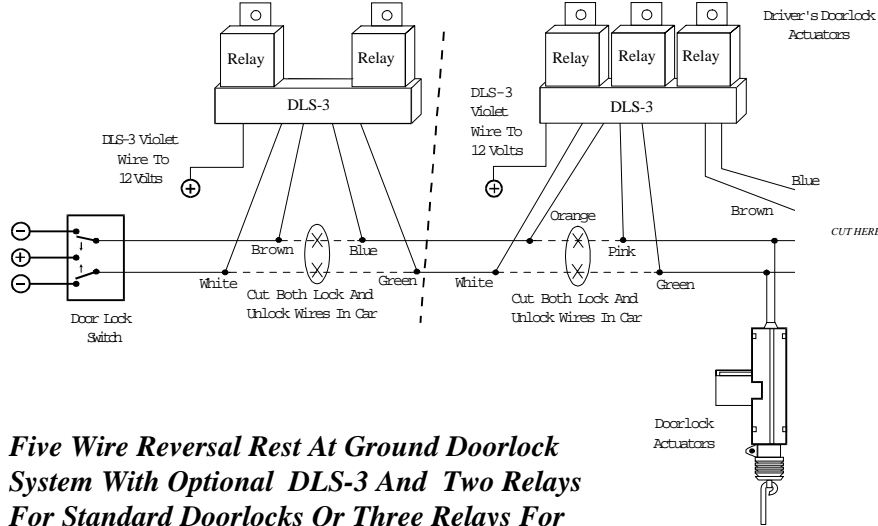 Relay
Relay
DLS-3
DLS-3 Violet
Wire To
12 Volts
Relay
Relay
Relay
DLS-3
DLS-3
Violet
Wire To
12 Volts
Driver's Doorlock
Actuators
Blue
Brown
CUT HERE
Orange
Brown
Blue
Pink
White
Green
White
Green
Cut Both Lock And
Unlock Wires In Car
Cut Both Lock And
Unlock Wires In Car
Door Lock
Switch
Doorlock
Actuators
Five Wire Reversal Rest At Ground Doorlock
System With Optional DLS-3 And Two Relays
For Standard Doorlocks Or Three Relays For